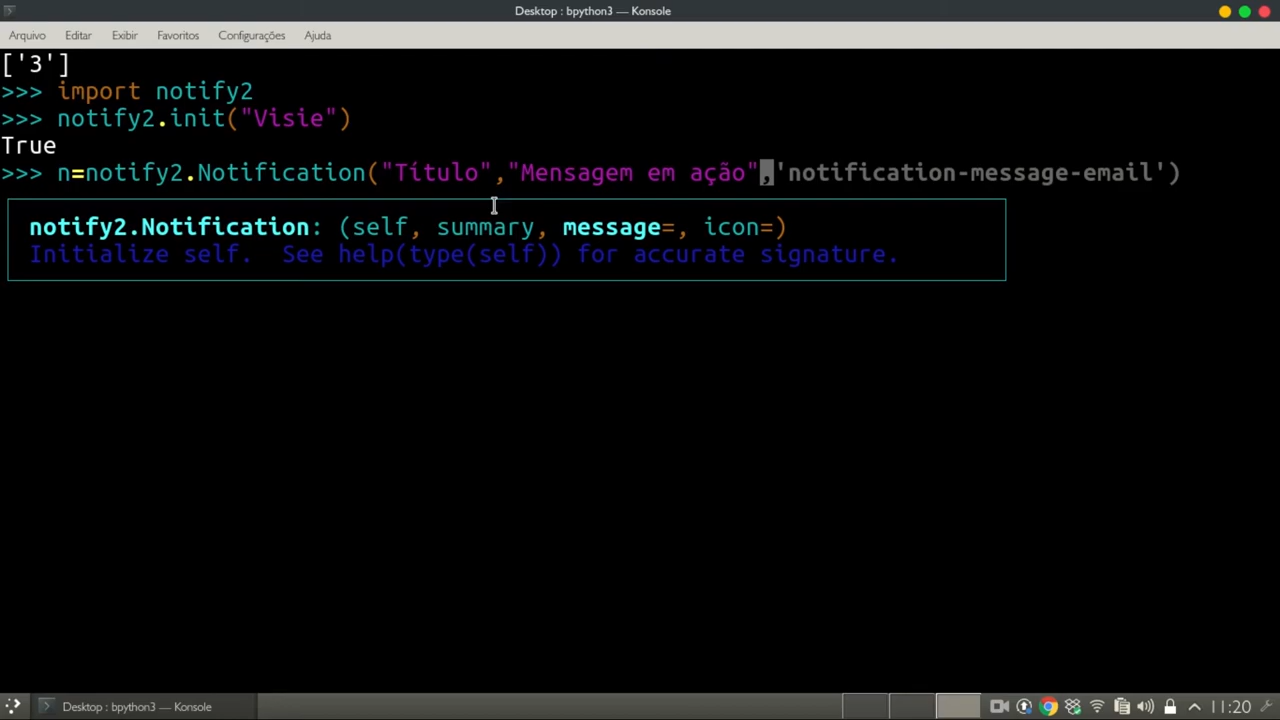 Desktop : bpython3 — Konsole
Arquivo Editar Exibir Favoritos Configurações Ajuda
['3']
>>> import notify2
>>> notify2.init("Visie")
True
>>> n=notify2.Notification("Título","Mensagem em ação",'notification-message-email')
notify2.Notification: (self, summary, message=, icon=)
Initialize self.  See help(type(self)) for accurate signature.
Desktop : bpython3 — Konsole
11:20